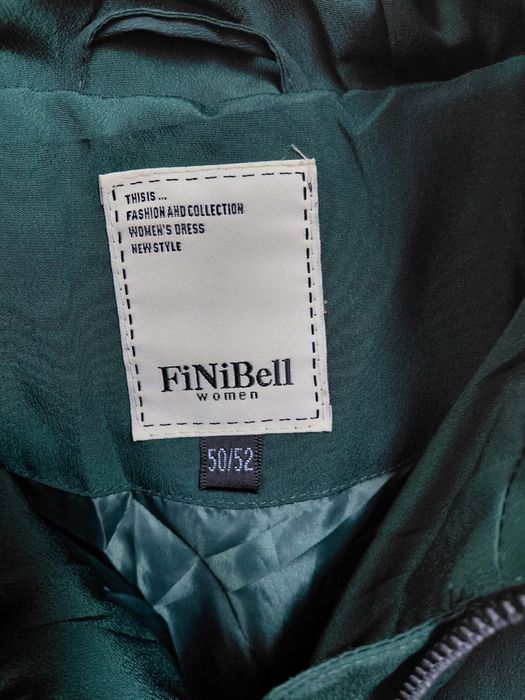 THIS IS ...
FASHION AND COLLECTION
WOMEN'S DRESS
NEW STYLE
FiNiBell
women
50/52